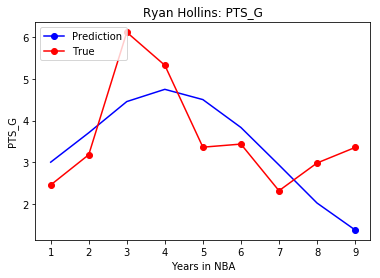 Ryan Hollins: PTS_G
Prediction
True
6
5
4
3
2
PTS_G
1 2 3 4 5 6 7 8 9
Years in NBA